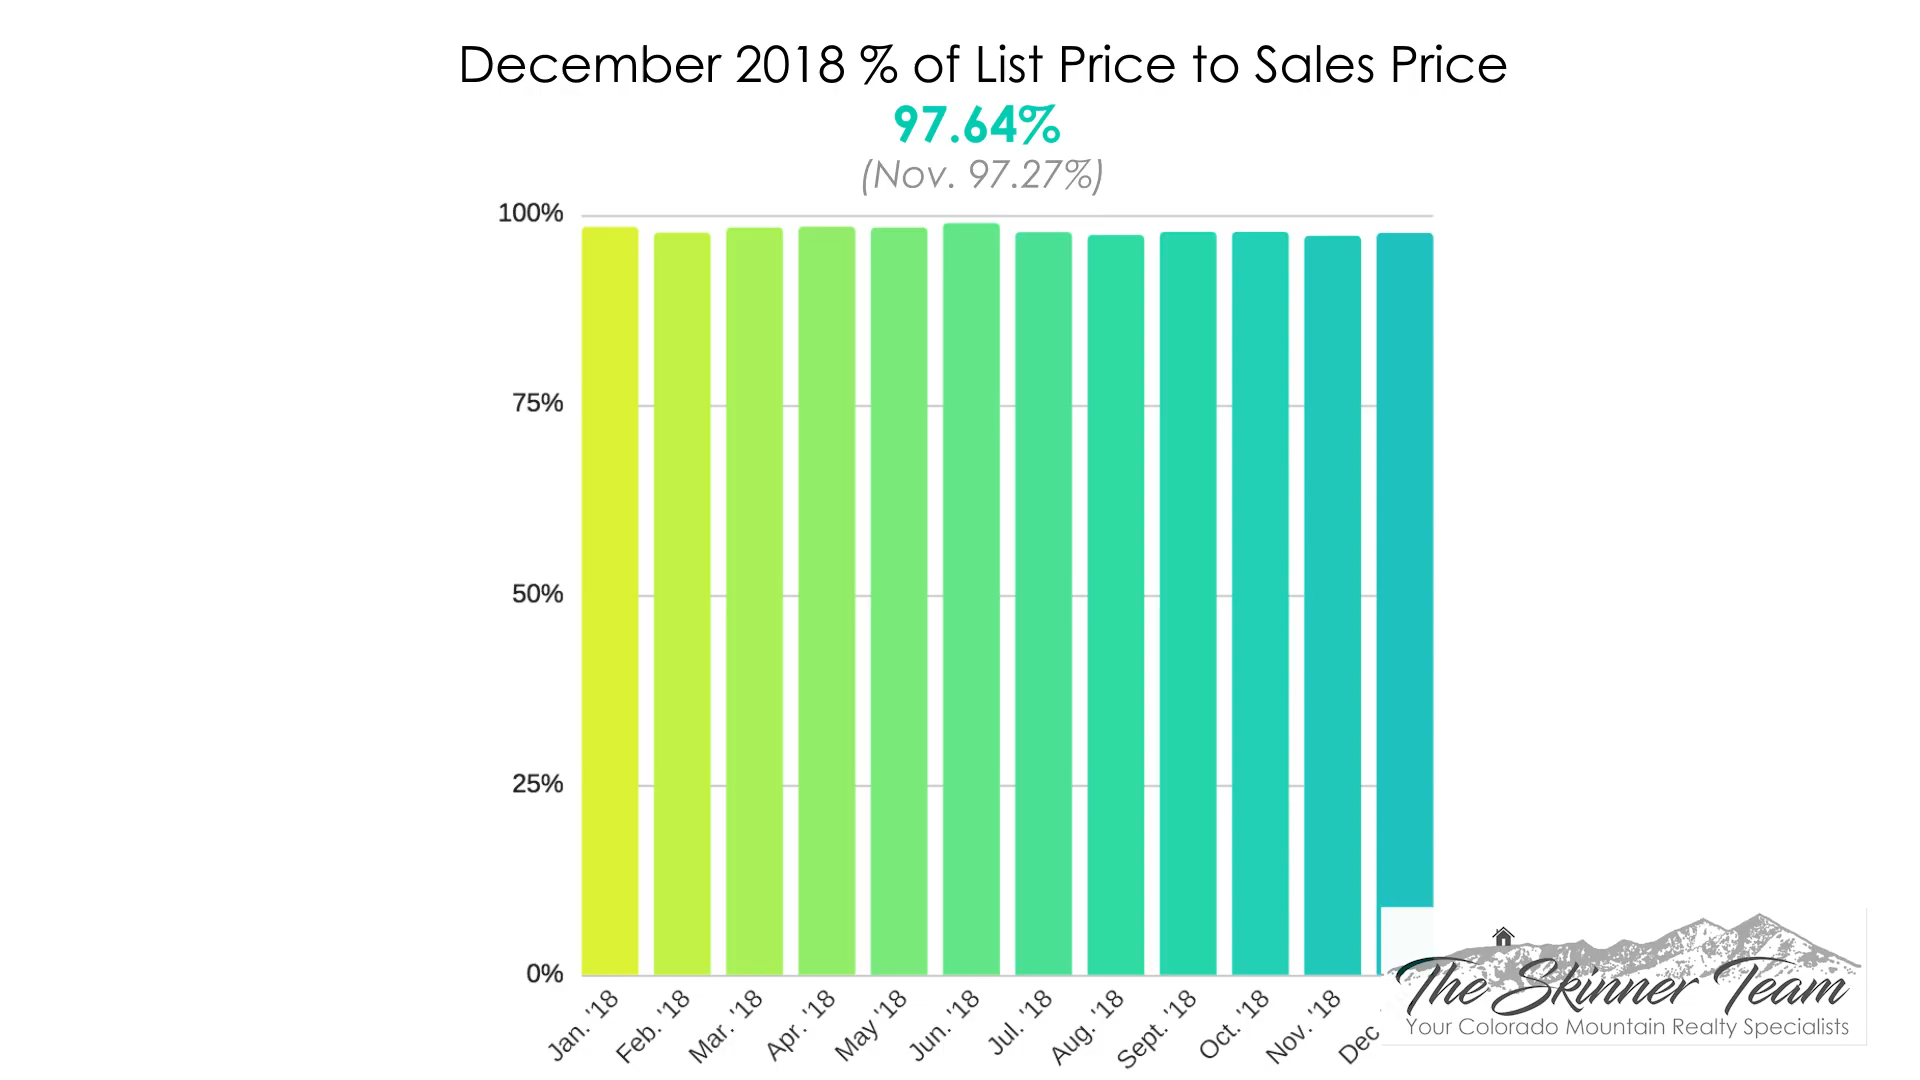 December 2018 % of List Price to Sales Price
97.64%
(Nov. 97.27%)
100%
75%
50%
25%
0%
Jan. '18
Feb. '18
Mar. '18
Apr. '18
May '18
Jun. '18
Jul. '18
Aug. '18
Sept. '18
Oct. '18
Nov. '18
Dec
The Skinner Team
Your Colorado Mountain Realty Specialists